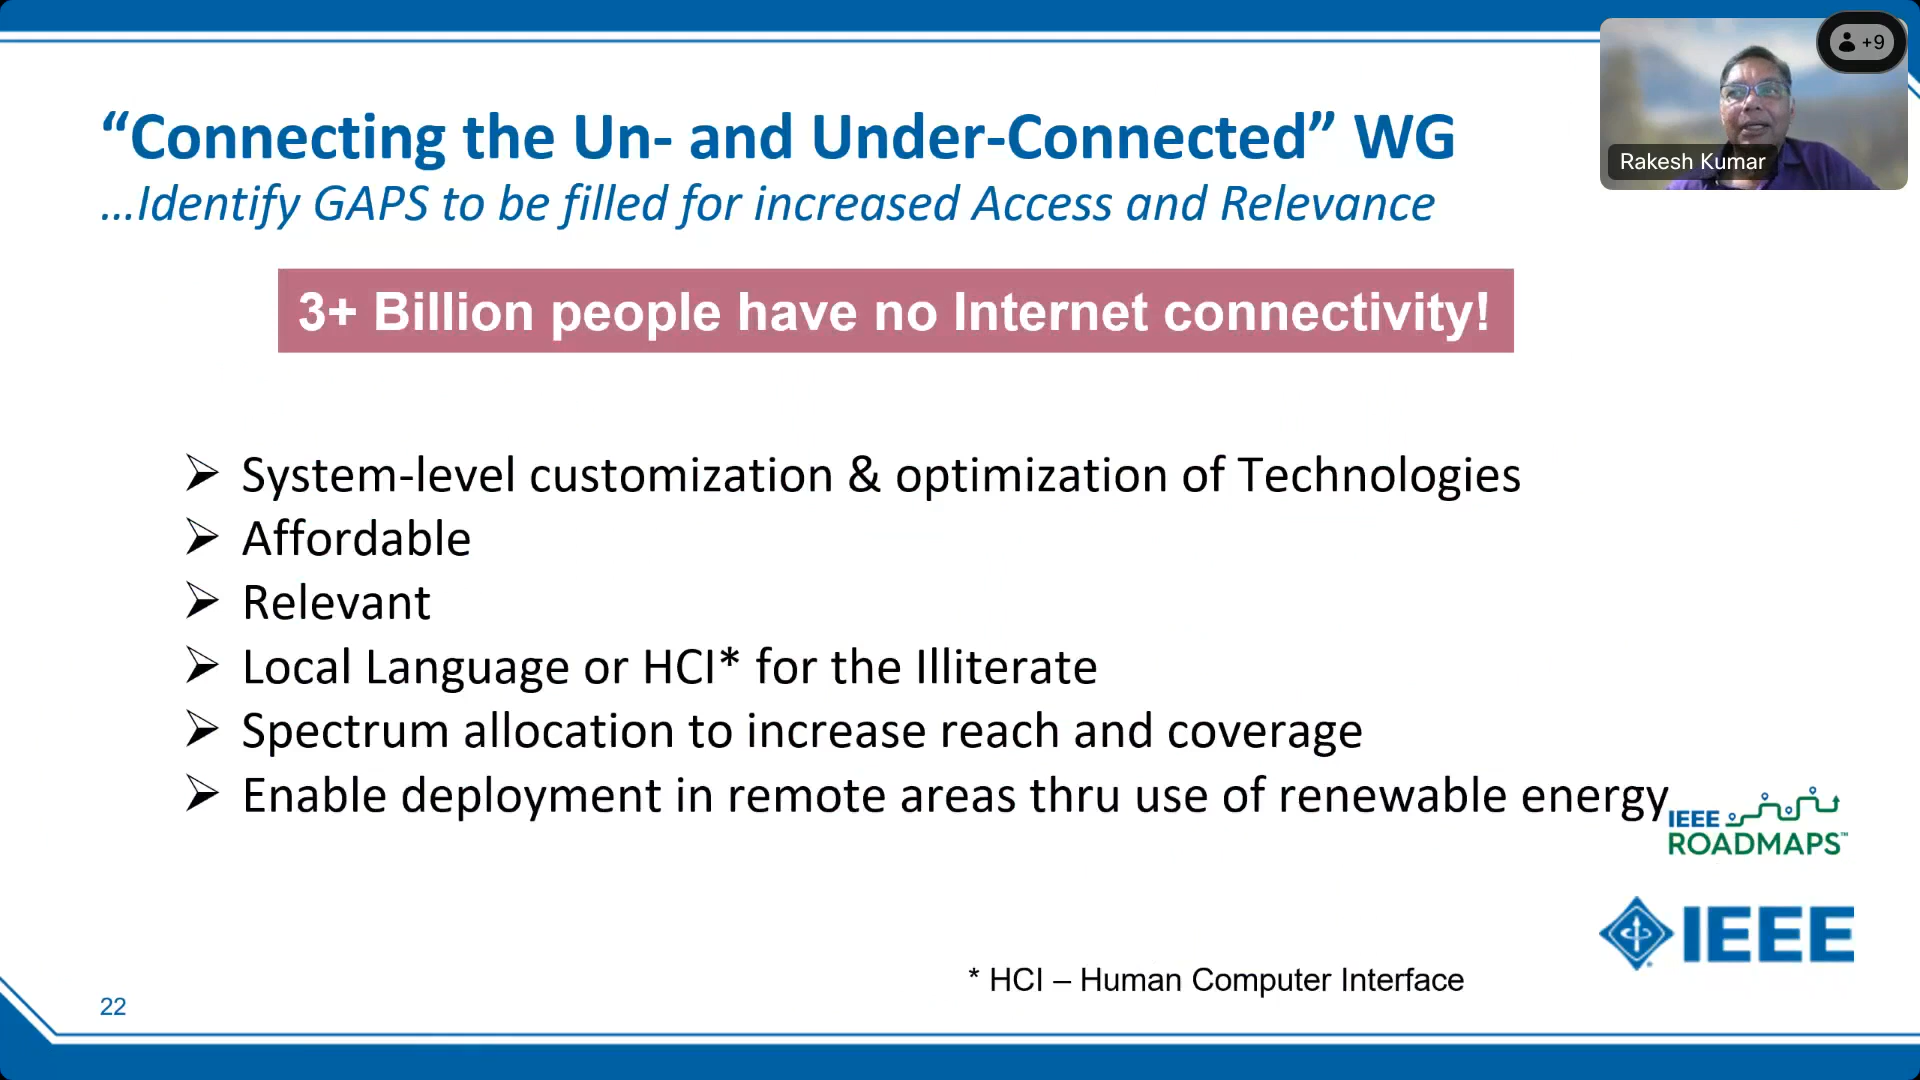 “Connecting the Un- and Under-Connected” WG
...Identify GAPS to be filled for increased Access and Relevance
+9
Rakesh Kumar
3+ Billion people have no Internet connectivity!
➢ System-level customization & optimization of Technologies
➢ Affordable
➢ Relevant
➢ Local Language or HCI* for the Illiterate
➢ Spectrum allocation to increase reach and coverage
➢ Enable deployment in remote areas thru use of renewable energy
IEEE
ROADMAPS™
IEEE
* HCI – Human Computer Interface
22